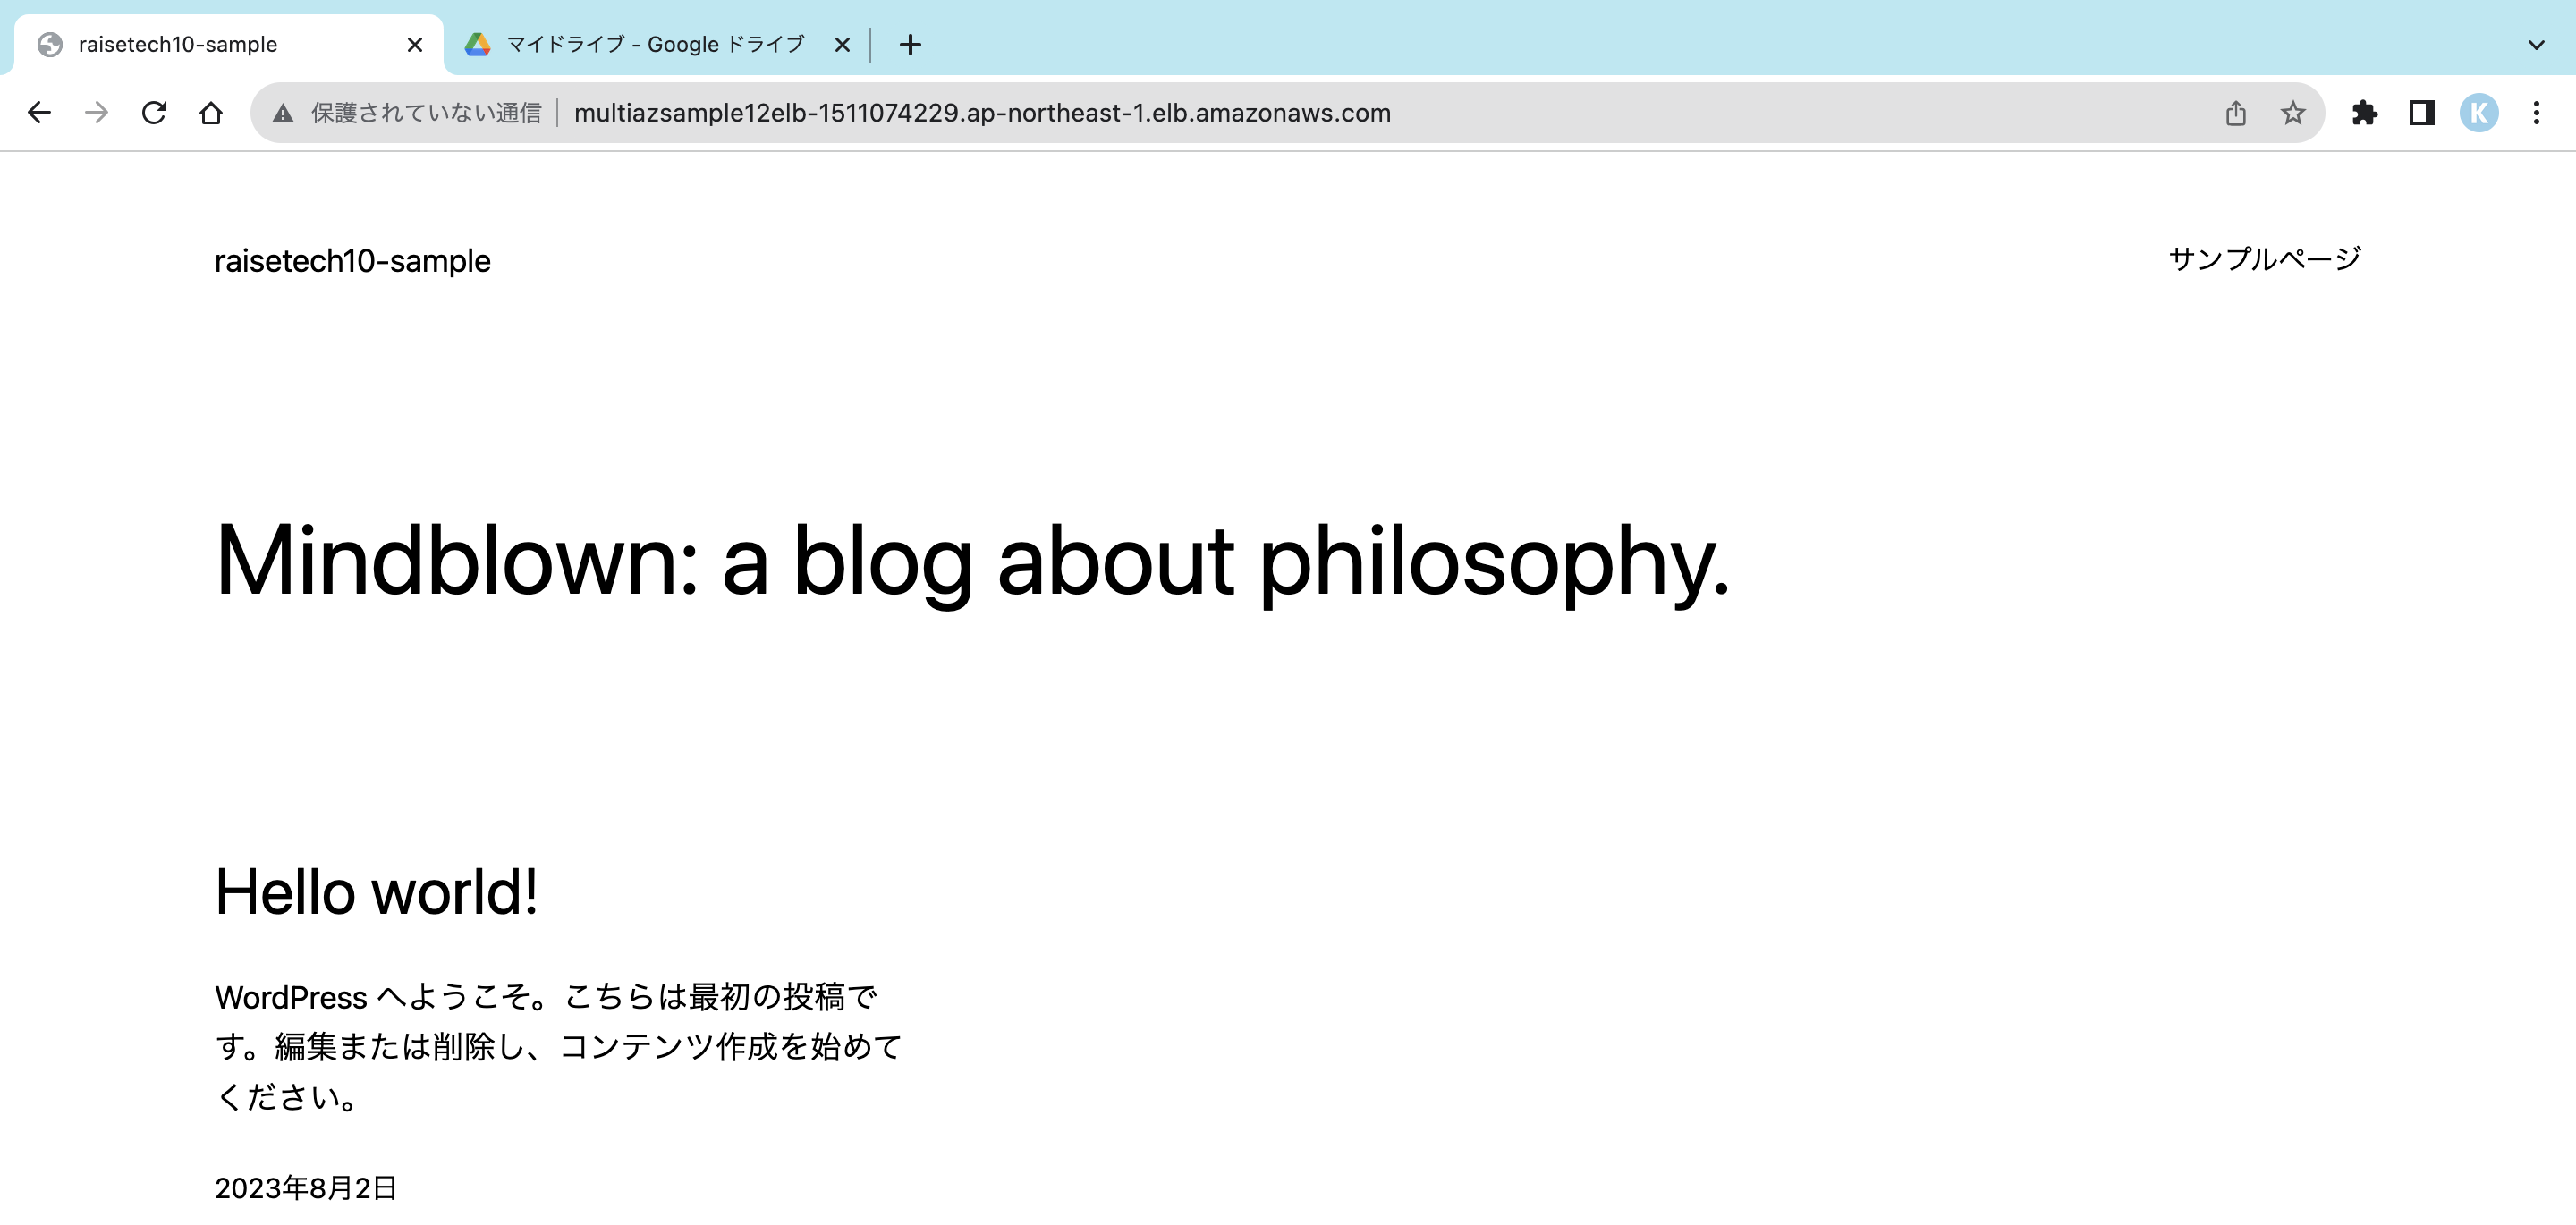 raisetech10-sample
マイドライブ - Google ドライブ
保護されていない通信
multiazsample12elb-1511074229.ap-northeast-1.elb.amazonaws.com
K
raisetech10-sample
サンプルページ
Mindblown: a blog about philosophy.
Hello world!
WordPress へようこそ。こちらは最初の投稿で
す。編集または削除し、コンテンツ作成を始めて
ください。
2023年8月2日